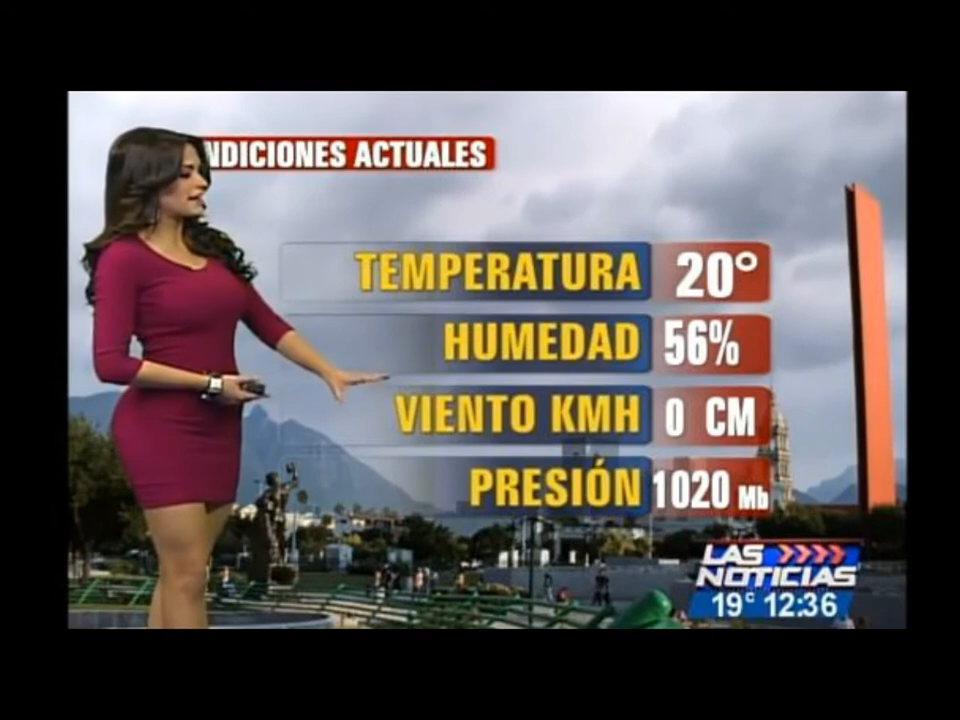 NDICIONES ACTUALES
TEMPERATURA 20°
HUMEDAD 56%
VIENTO KMH 0 CM
PRESIÓN 1020 Mb
LAS
NOTICIAS
19° 12:36